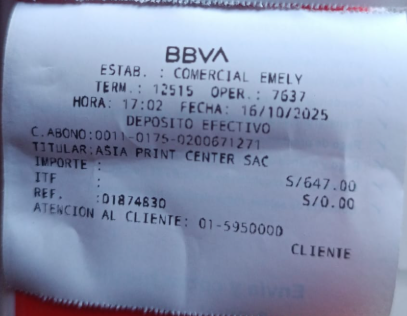 BBVA
ESTAB. : COMERCIAL EMELY
TERM.: 12515 OPER.: 7637
HORA: 17:02 FECHA: 16/10/2025
DEPOSITO EFECTIVO
C.ABONO:0011-0175-0200671271
TITULAR:ASIA PRINT CENTER SAC
IMPORTE : S/647.00
ITF : S/0.00
REF. :01874830
ATENCION AL CLIENTE: 01-5950000
CLIENTE